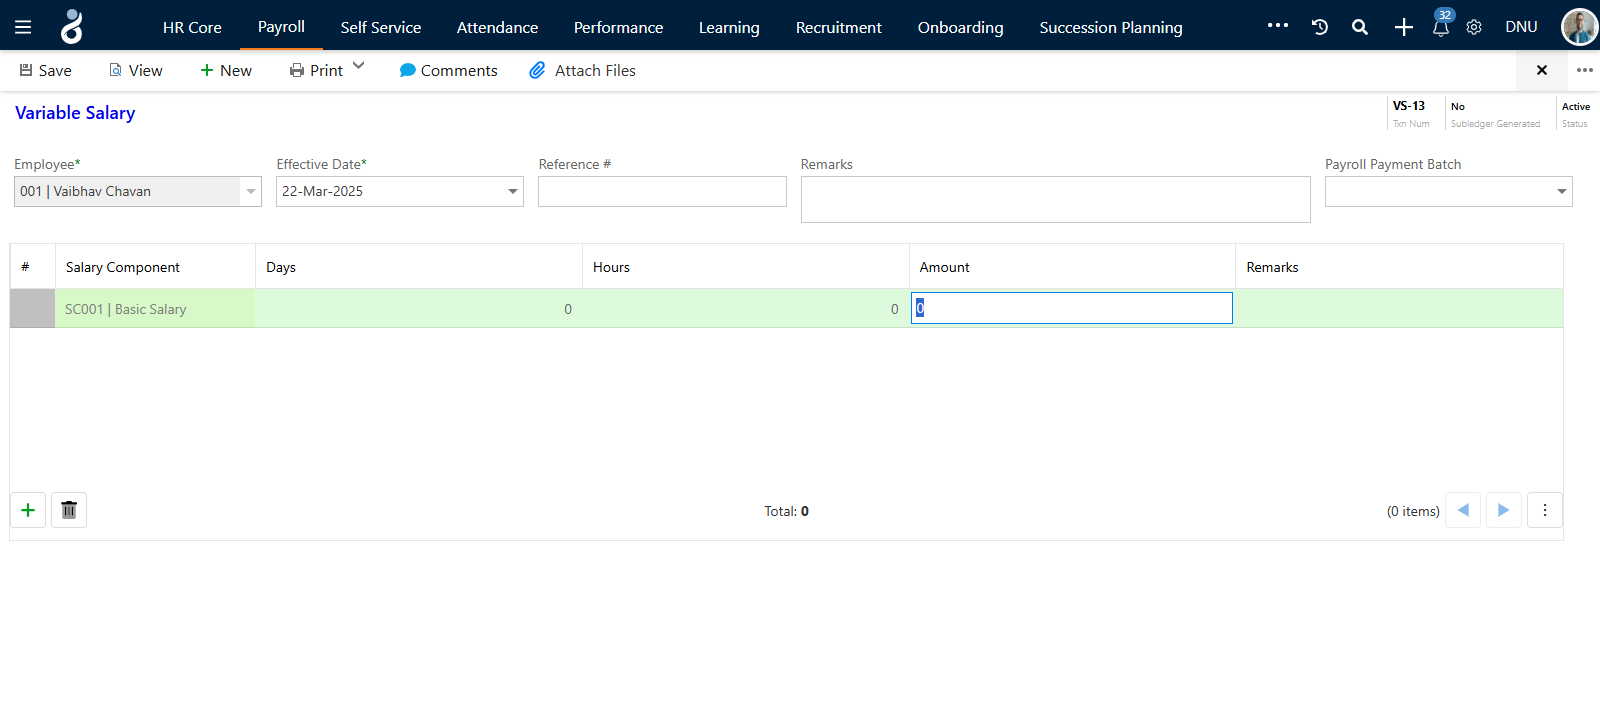 HR Core Payroll Self Service Attendance Performance Learning Recruitment Onboarding Succession Planning 32 DNU
Save View New Print Comments Attach Files
Variable Salary
VS-13 No Active
Txn Num Subledger Generated Status
Employee* Effective Date* Reference # Remarks Payroll Payment Batch
001 | Vaibhav Chavan 22-Mar-2025
# Salary Component Days Hours Amount Remarks
SC001 | Basic Salary 0 0 0
Total: 0 (0 items)